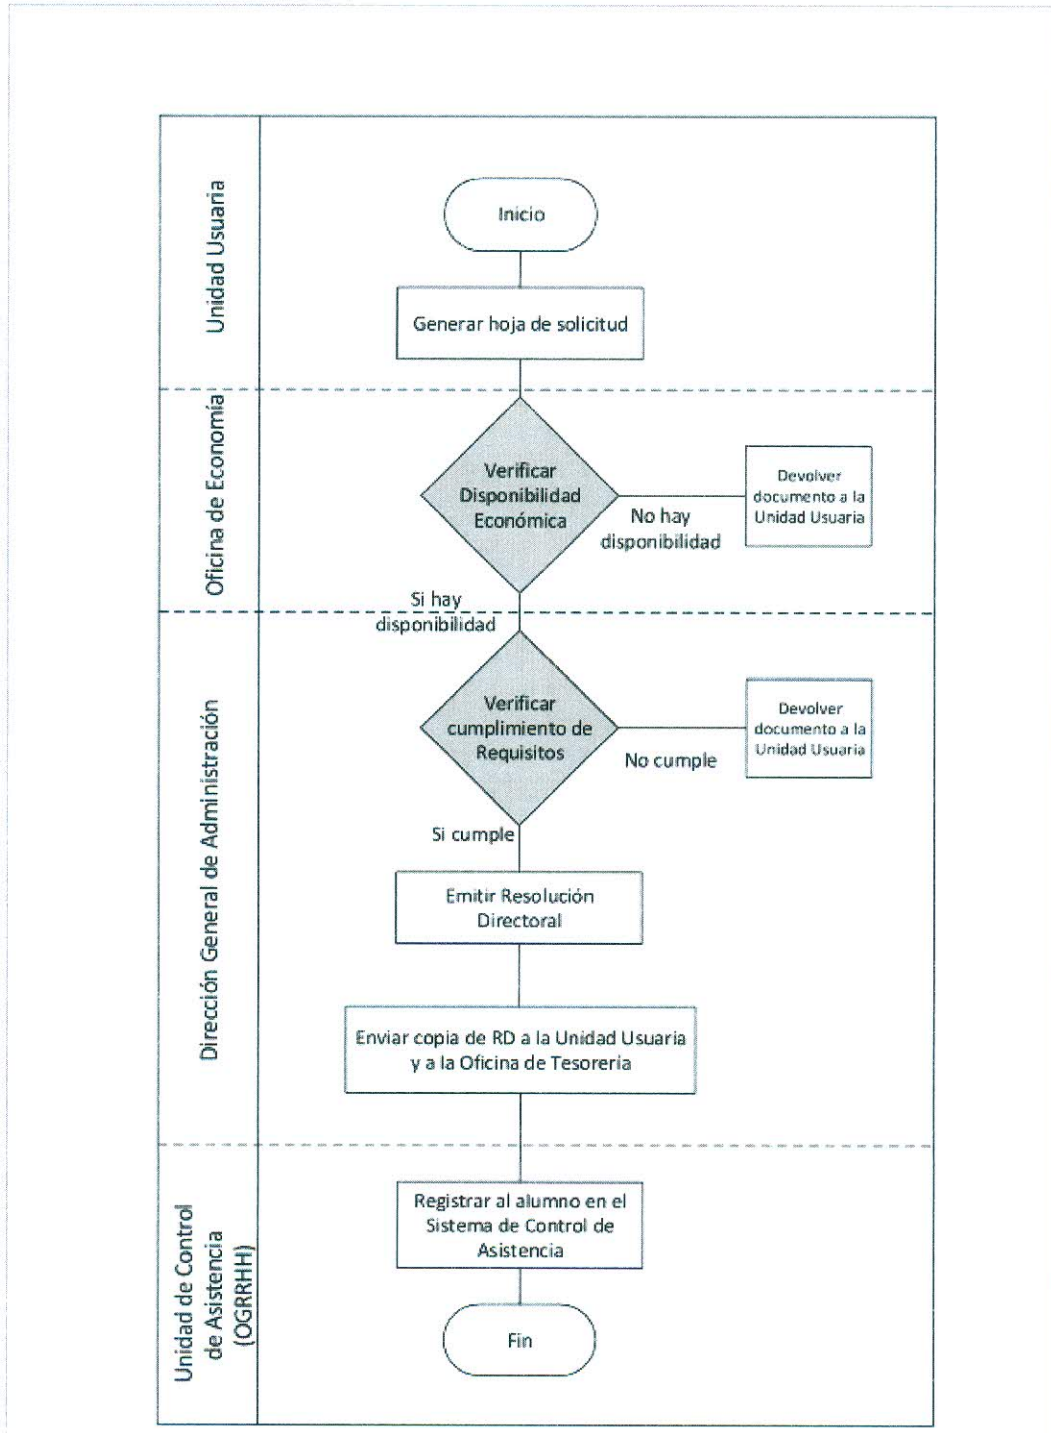 Unidad Usuaria
Inicio
Generar hoja de solicitud
Oficina de Economía
Verificar
Disponibilidad
Económica
No hay
disponibilidad
Devolver
documento a la
Unidad Usuaria
Si hay
disponibilidad
Dirección General de Administración
Verificar
cumplimiento de
Requisitos
No cumple
Devolver
documento a la
Unidad Usuaria
Si cumple
Emitir Resolución
Directoral
Enviar copia de RD a la Unidad Usuaria
y a la Oficina de Tesorería
Unidad de Control
de Asistencia
(OGRRHH)
Registrar al alumno en el
Sistema de Control de
Asistencia
Fin